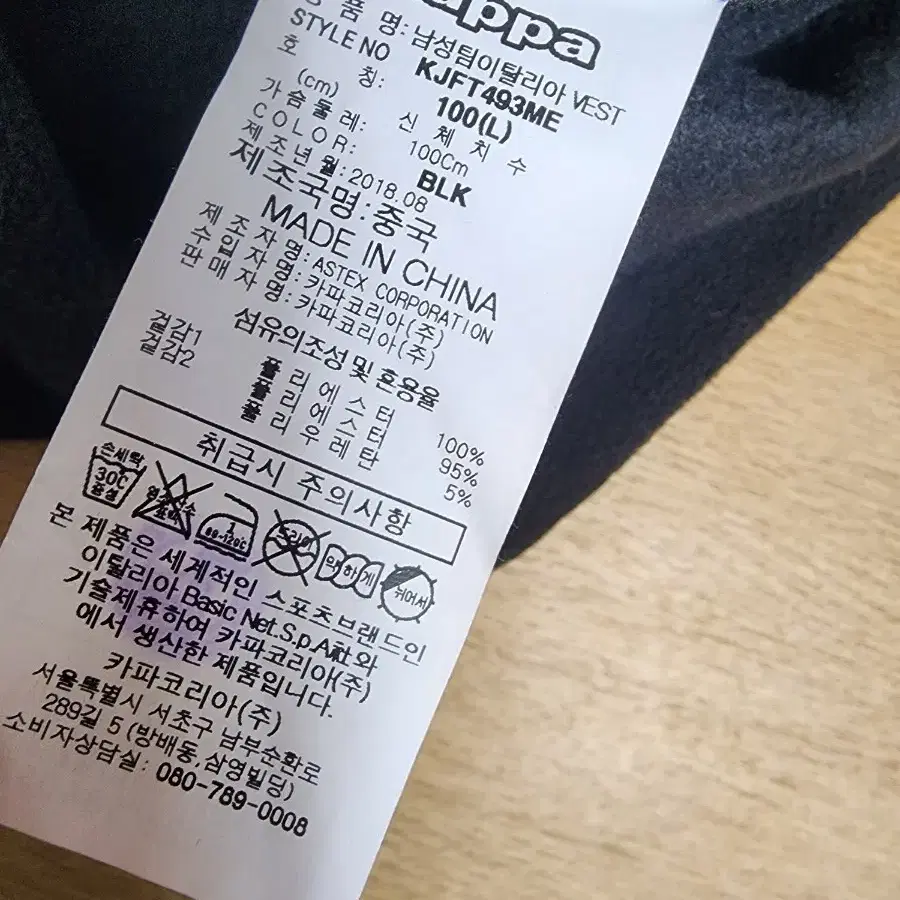 kappa
품 명: 남성팀이탈리아 VEST
STYLE NO KJFT493ME
호 칭: 100(L)
(cm) 신 체 치 수
가 슴 둘 레: 100Cm
COLOR: BLK
제 조 년 월: 2018.08
제조국명: 중국
MADE IN CHINA
제 조 자 명: ASTEX CORPORATION
수 입 자 명: 카파코리아(주)
판 매 자 명: 카파코리아(주)
섬유의조성 및 혼용율
겉감1 폴 리 에 스 터 100%
겉감2 폴 리 에 스 터 95%
폴 리 우 레 탄 5%
취급시 주의사항
손세탁
30C
중성
염소표백
드라이
약하게
뉘어서
본 제품은 세계적인 스포츠브랜드인
이탈리아 Basic Net.S.p.A社와
기술제휴하여 카파코리아(주)
에서 생산한 제품입니다.
카파코리아(주)
서울특별시 서초구 남부순환로
289길 5 (방배동,삼영빌딩)
소비자상담실: 080-789-0008